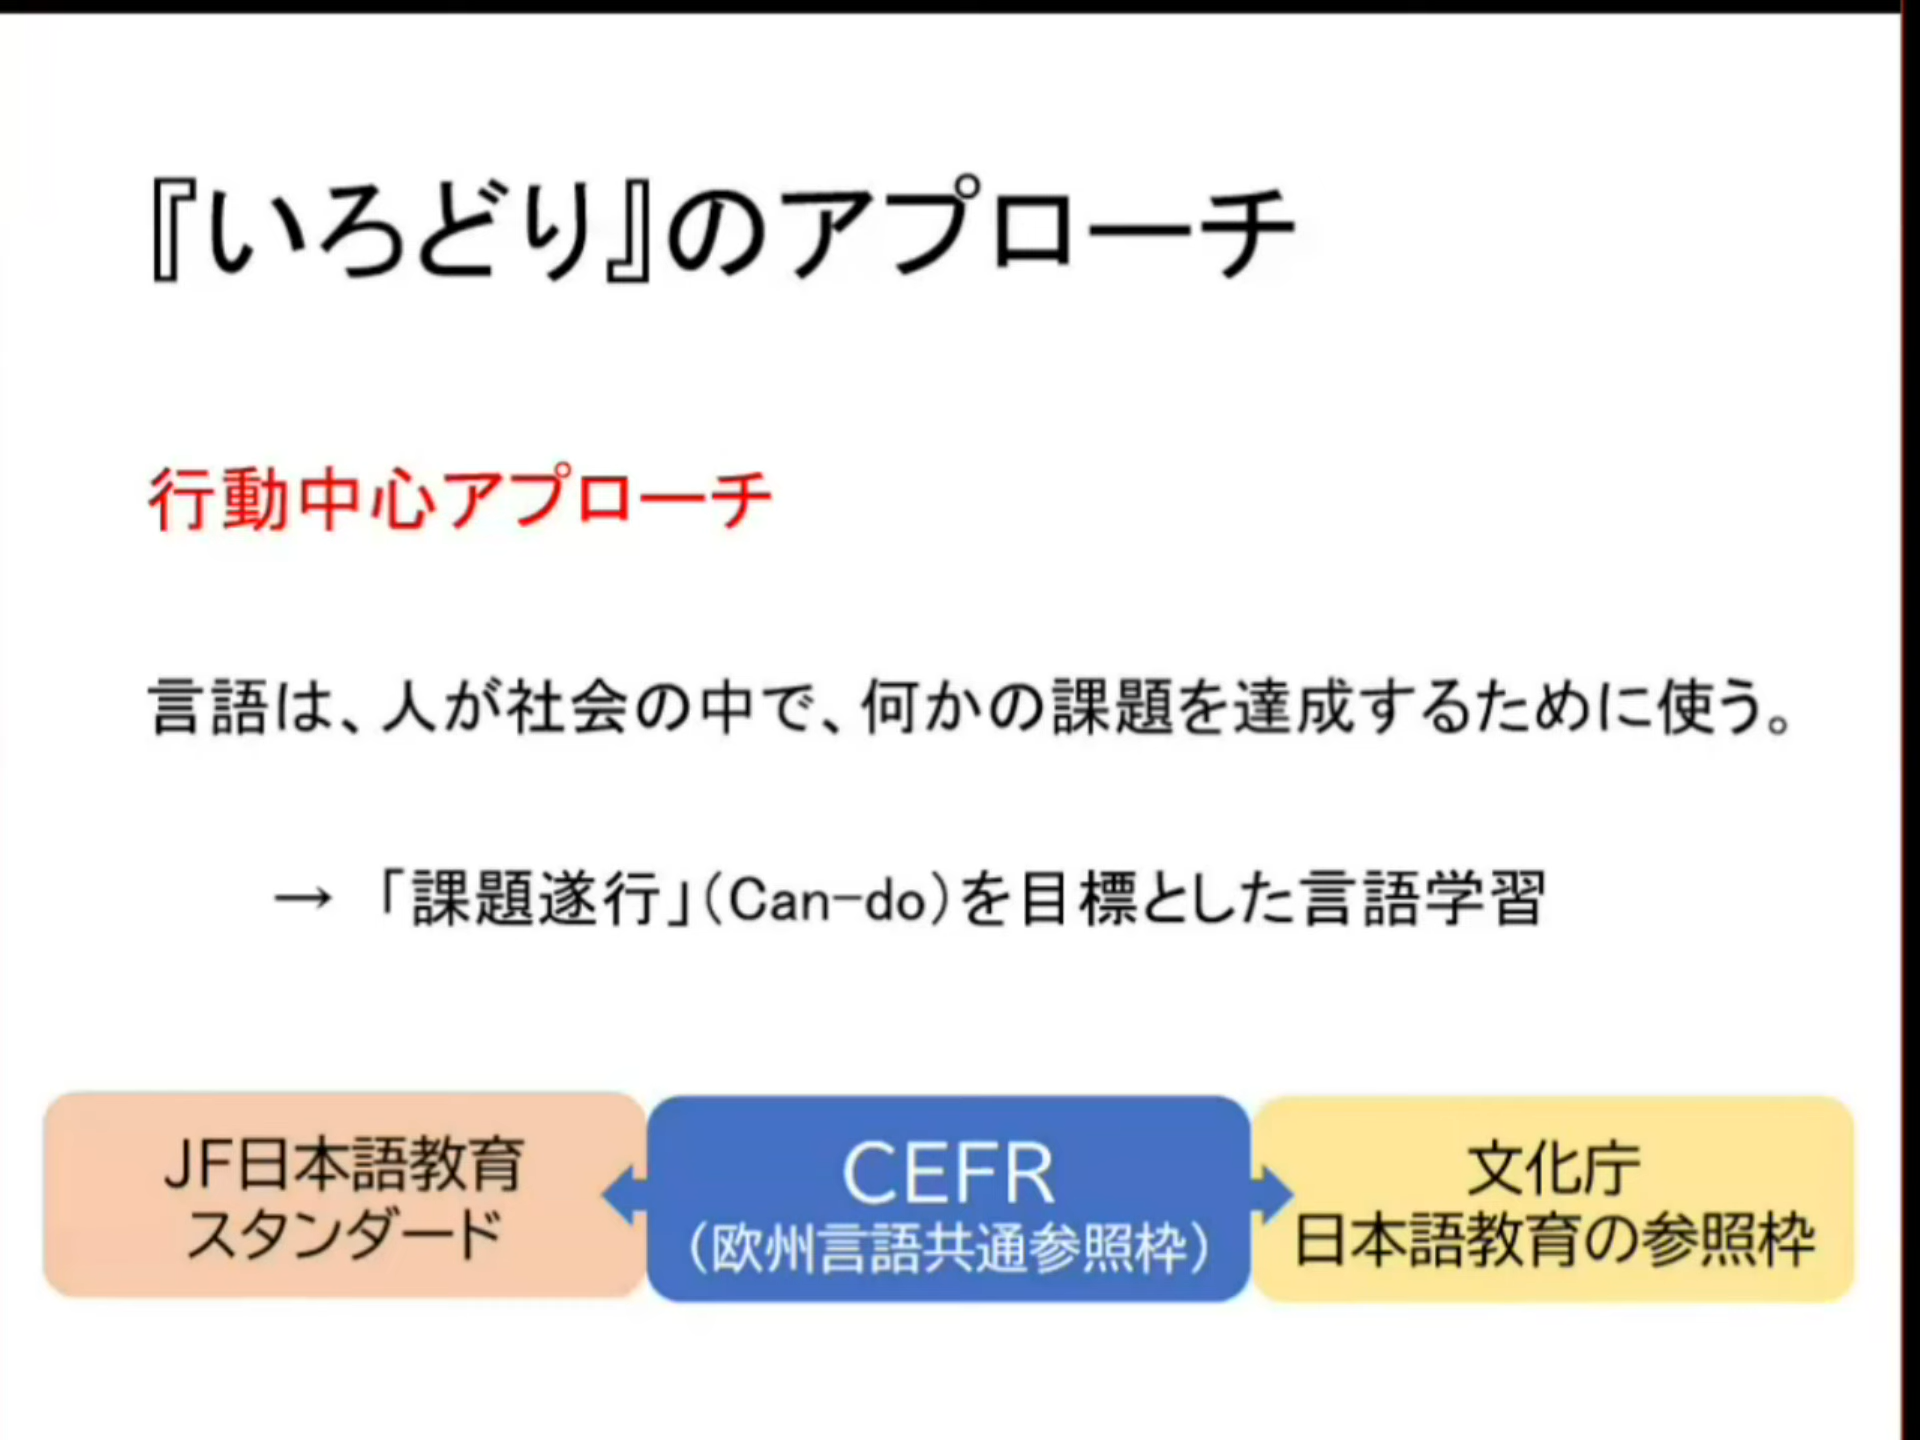 『いろどり』のアプローチ
行動中心アプローチ
言語は、人が社会の中で、何かの課題を達成するために使う。
→ 「課題遂行」(Can-do)を目標とした言語学習
JF日本語教育
スタンダード
CEFR
(欧州言語共通参照枠)
文化庁
日本語教育の参照枠